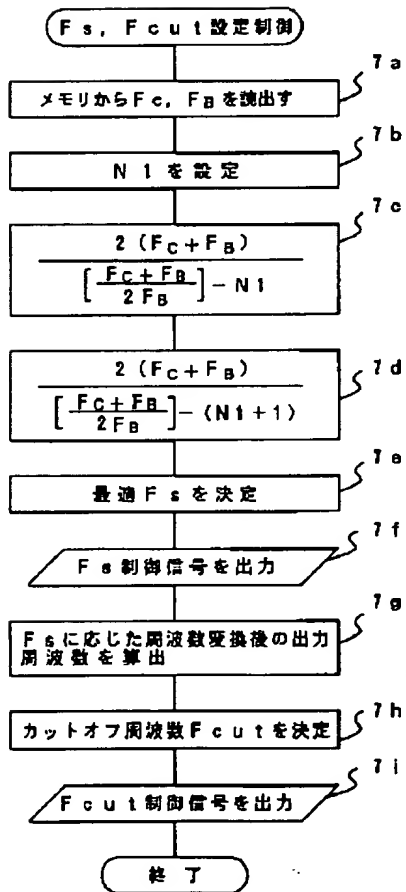 Fs, Fcut設定制御
7a
メモリからFc, FBを読出す
7b
N1を設定
7c
2 (FC+FB)
[FC+FB
2FB] - N1
7d
2 (FC+FB)
[FC+FB
2FB] - (N1+1)
7e
最適Fsを決定
7f
Fs制御信号を出力
7g
Fsに応じた周波数変換後の出力
周波数を算出
7h
カットオフ周波数Fcutを決定
7i
Fcut制御信号を出力
終了